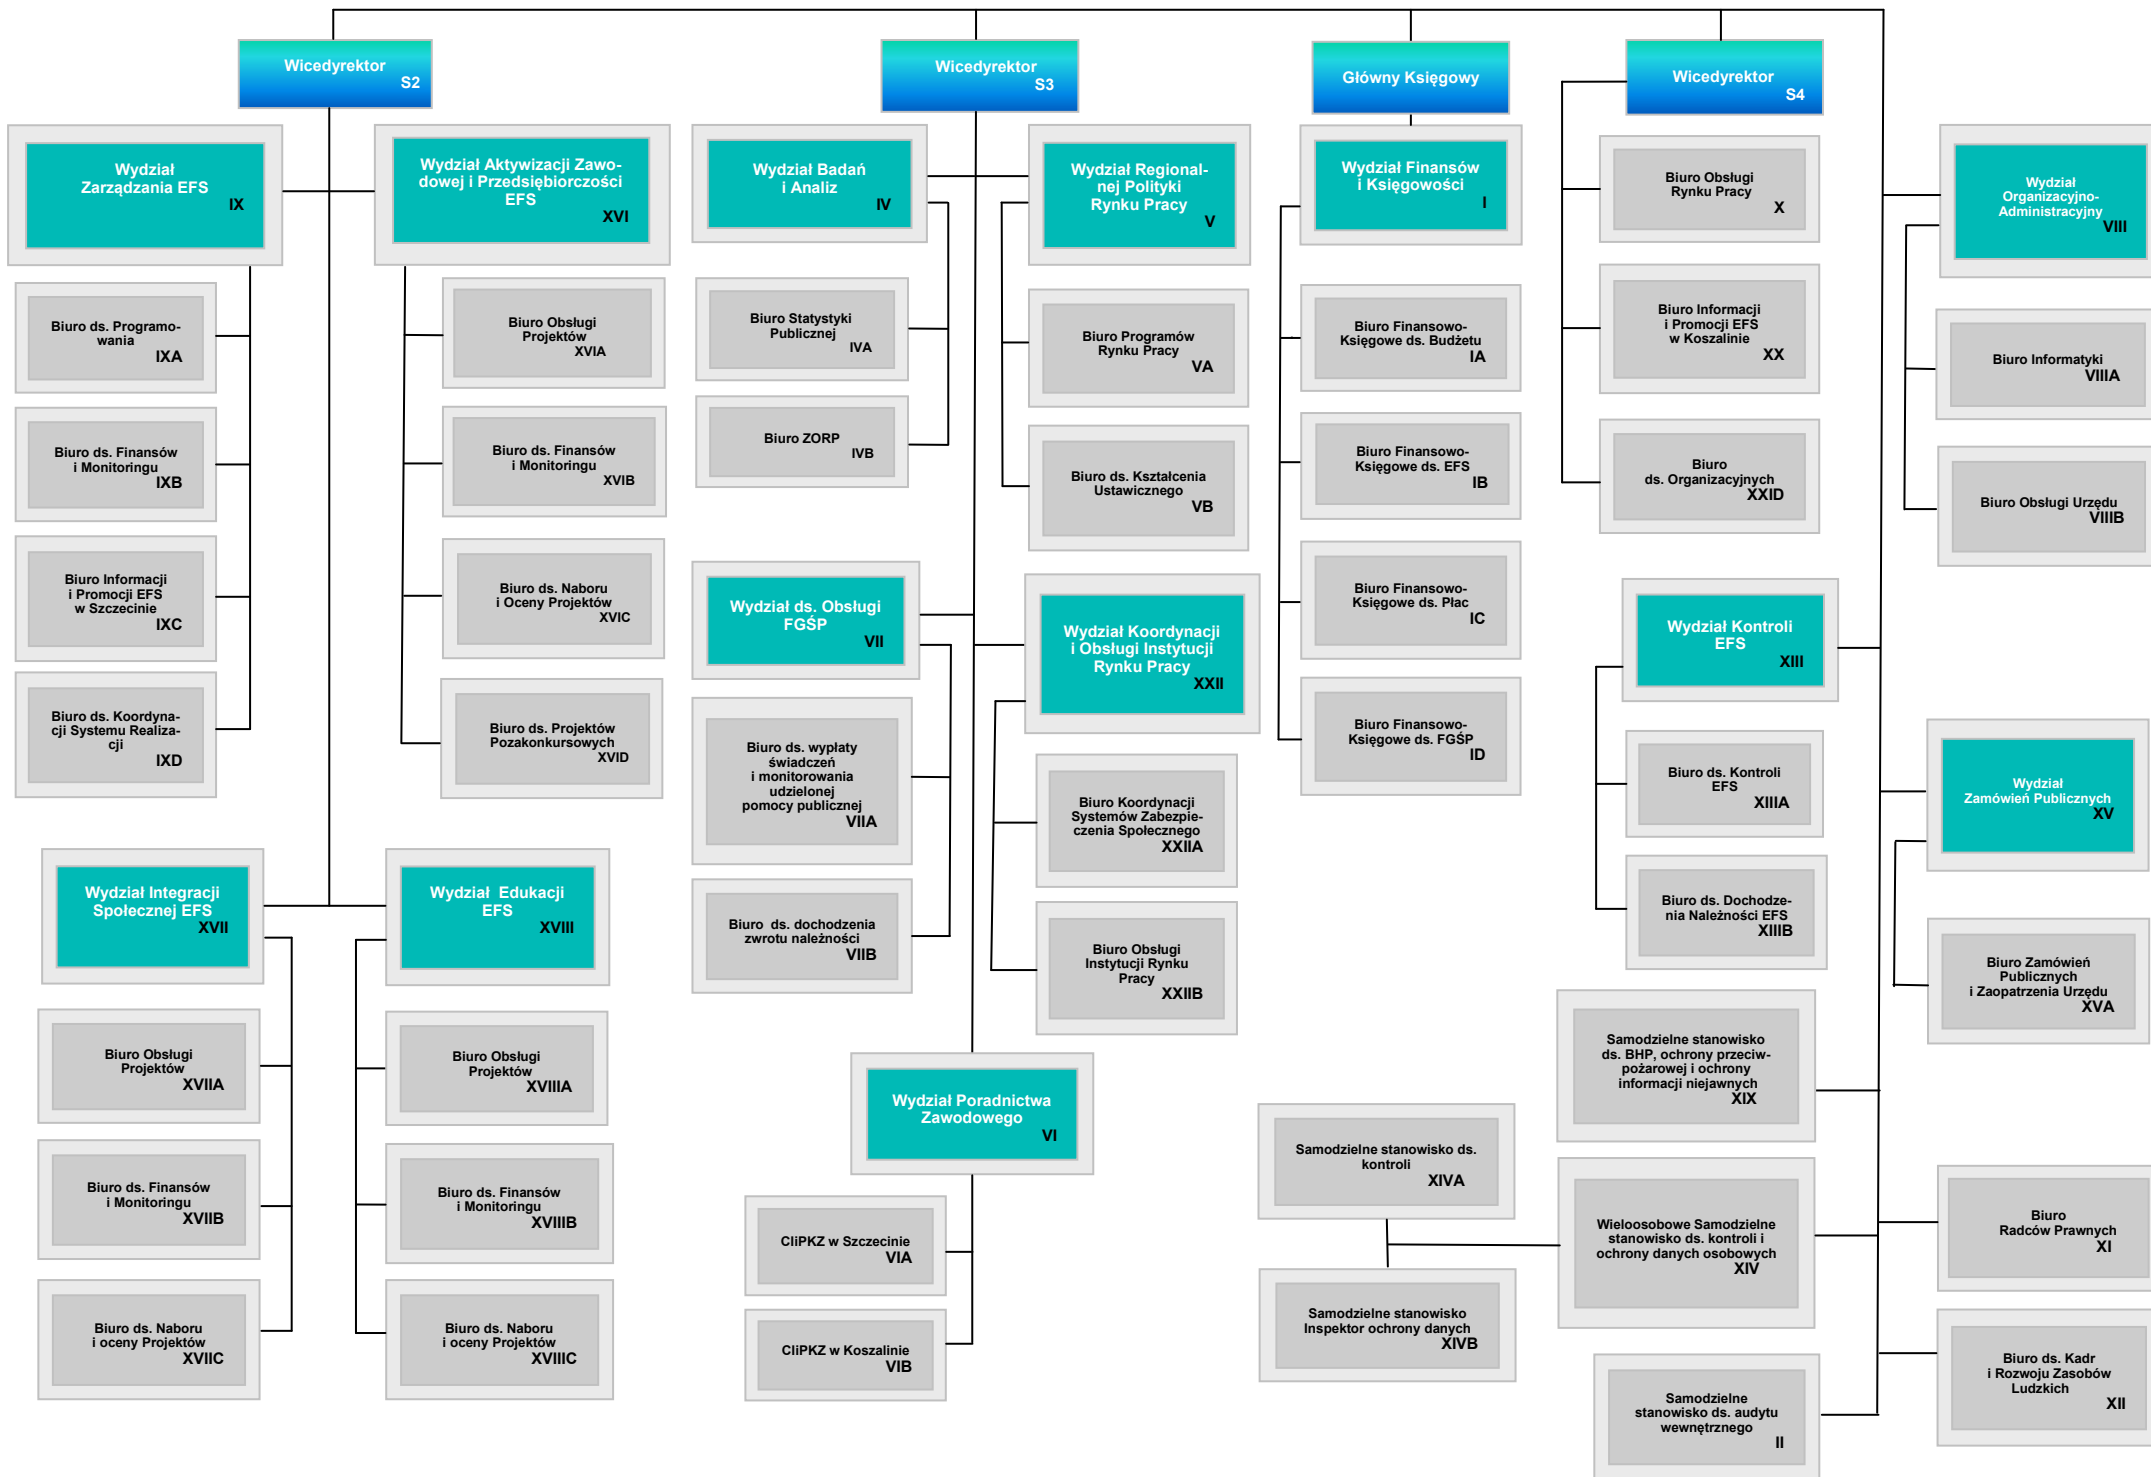 Wicedyrektor
S2
Wicedyrektor
S3
Główny Księgowy
Wicedyrektor
S4
Wydział
Zarządzania EFS
IX
Wydział Aktywizacji Zawo-
dowej i Przedsiębiorczości
EFS
XVI
Wydział Badań
i Analiz
IV
Wydział Regional-
nej Polityki
Rynku Pracy
V
Wydział Finansów
i Księgowości
I
Biuro Obsługi
Rynku Pracy
X
Wydział
Organizacyjno-
Administracyjny
VIII
Biuro ds. Programo-
wania
IXA
Biuro Obsługi
Projektów
XVIA
Biuro Statystyki
Publicznej
IVA
Biuro Programów
Rynku Pracy
VA
Biuro Finansowo-
Księgowe ds. Budżetu
IA
Biuro Informacji
i Promocji EFS
w Koszalinie
XX
Biuro Informatyki
VIIIA
Biuro ds. Finansów
i Monitoringu
IXB
Biuro ds. Finansów
i Monitoringu
XVIB
Biuro ZORP
IVB
Biuro ds. Kształcenia
Ustawicznego
VB
Biuro Finansowo-
Księgowe ds. EFS
IB
Biuro
ds. Organizacyjnych
XXID
Biuro Obsługi Urzędu
VIIIB
Biuro Informacji
i Promocji EFS
w Szczecinie
IXC
Biuro ds. Naboru
i Oceny Projektów
XVIC
Wydział ds. Obsługi
FGŚP
VII
Wydział Koordynacji
i Obsługi Instytucji
Rynku Pracy
XXII
Biuro Finansowo-
Księgowe ds. Płac
IC
Wydział Kontroli
EFS
XIII
Biuro ds. Koordyna-
cji Systemu Realiza-
cji
IXD
Biuro ds. Projektów
Pozakonkursowych
XVID
Biuro ds. wypłaty
świadczeń
i monitorowania
udzielonej
pomocy publicznej
VIIA
Biuro Koordynacji
Systemów Zabezpie-
czenia Społecznego
XXIIA
Biuro Finansowo-
Księgowe ds. FGŚP
ID
Biuro ds. Kontroli
EFS
XIIIA
Wydział
Zamówień Publicznych
XV
Wydział Integracji
Społecznej EFS
XVII
Wydział  Edukacji
EFS
XVIII
Biuro  ds. dochodzenia
zwrotu należności
VIIB
Biuro Obsługi
Instytucji Rynku
Pracy
XXIIB
Biuro ds. Dochodze-
nia Należności EFS
XIIIB
Biuro Zamówień
Publicznych
i Zaopatrzenia Urzędu
XVA
Biuro Obsługi
Projektów
XVIIA
Biuro Obsługi
Projektów
XVIIIA
Wydział Poradnictwa
Zawodowego
VI
Samodzielne stanowisko
ds. BHP, ochrony przeciw-
pożarowej i ochrony
informacji niejawnych
XIX
Biuro ds. Finansów
i Monitoringu
XVIIB
Biuro ds. Finansów
i Monitoringu
XVIIIB
CIiPKZ w Szczecinie
VIA
Samodzielne stanowisko ds.
kontroli
XIVA
Wieloosobowe Samodzielne
stanowisko ds. kontroli i
ochrony danych osobowych
XIV
Biuro
Radców Prawnych
XI
Biuro ds. Naboru
i oceny Projektów
XVIIC
Biuro ds. Naboru
i oceny Projektów
XVIIIC
CIiPKZ w Koszalinie
VIB
Samodzielne stanowisko
Inspektor ochrony danych
XIVB
Samodzielne
stanowisko ds. audytu
wewnętrznego
II
Biuro ds. Kadr
i Rozwoju Zasobów
Ludzkich
XII